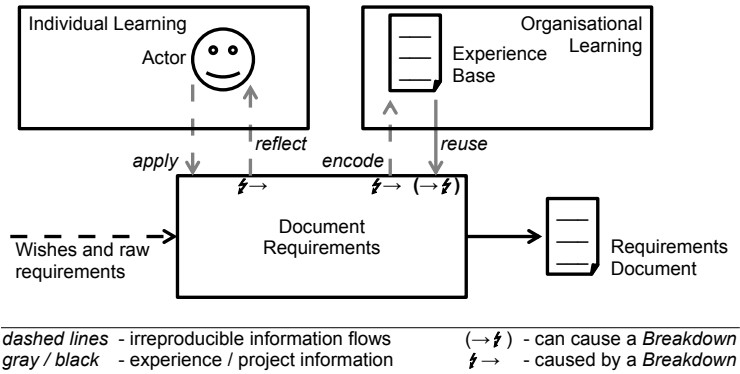 Individual Learning
Actor
Organisational
Learning
Experience
Base
apply
reflect
encode
reuse
⚡→
⚡→ (→⚡)
Document
Requirements
Wishes and raw
requirements
Requirements
Document
dashed lines - irreproducible information flows
(→⚡) - can cause a Breakdown
gray / black - experience / project information
⚡→ - caused by a Breakdown